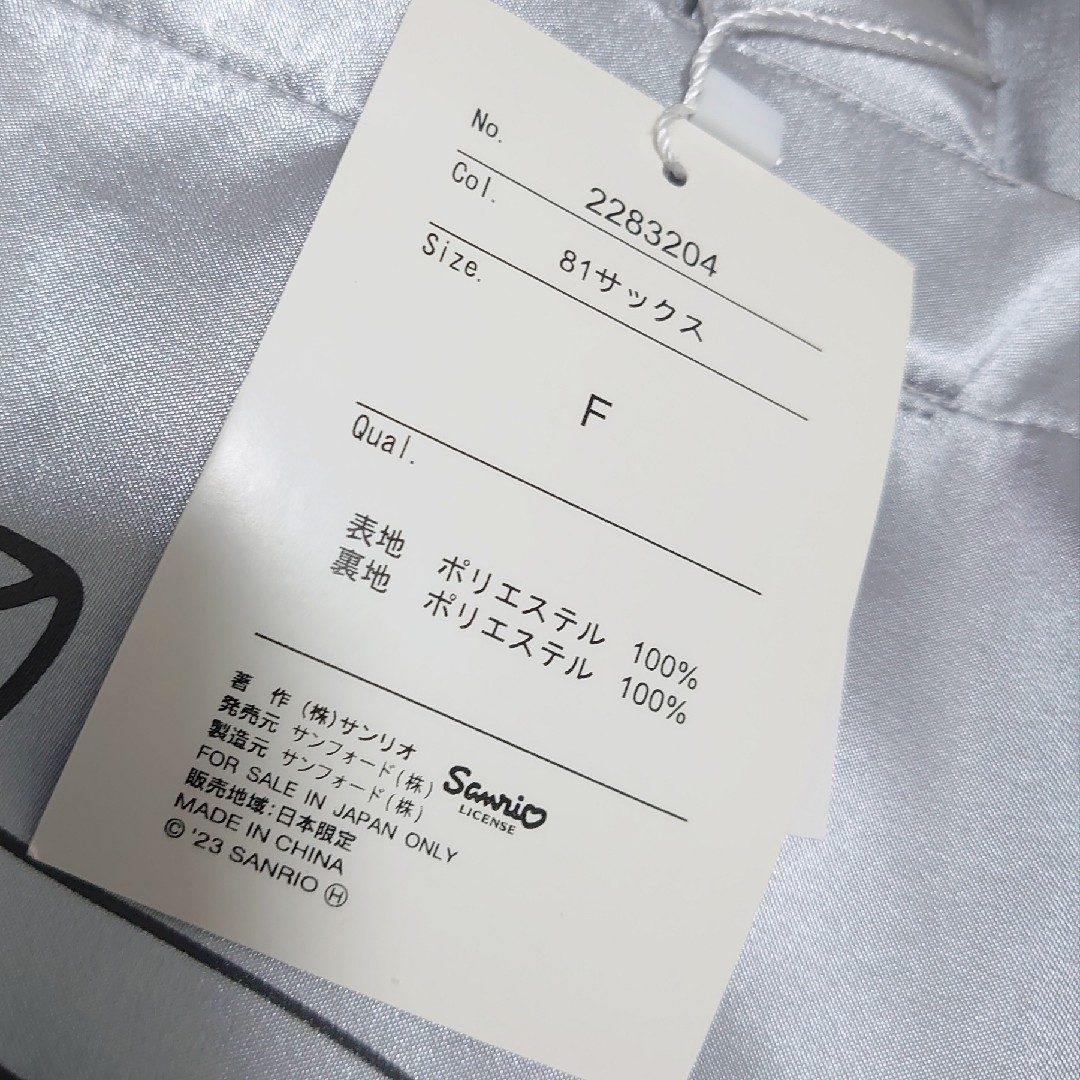 No.
2283204
Col.
81サックス
Size.
F
Qual.
表地 ポリエステル 100%
裏地 ポリエステル 100%
著 作 (株)サンリオ
発売元 サンフォード(株)
製造元 サンフォード(株)
Sanrio
LICENSE
FOR SALE IN JAPAN ONLY
販売地域:日本限定
MADE IN CHINA
© '23 SANRIO Ⓗ